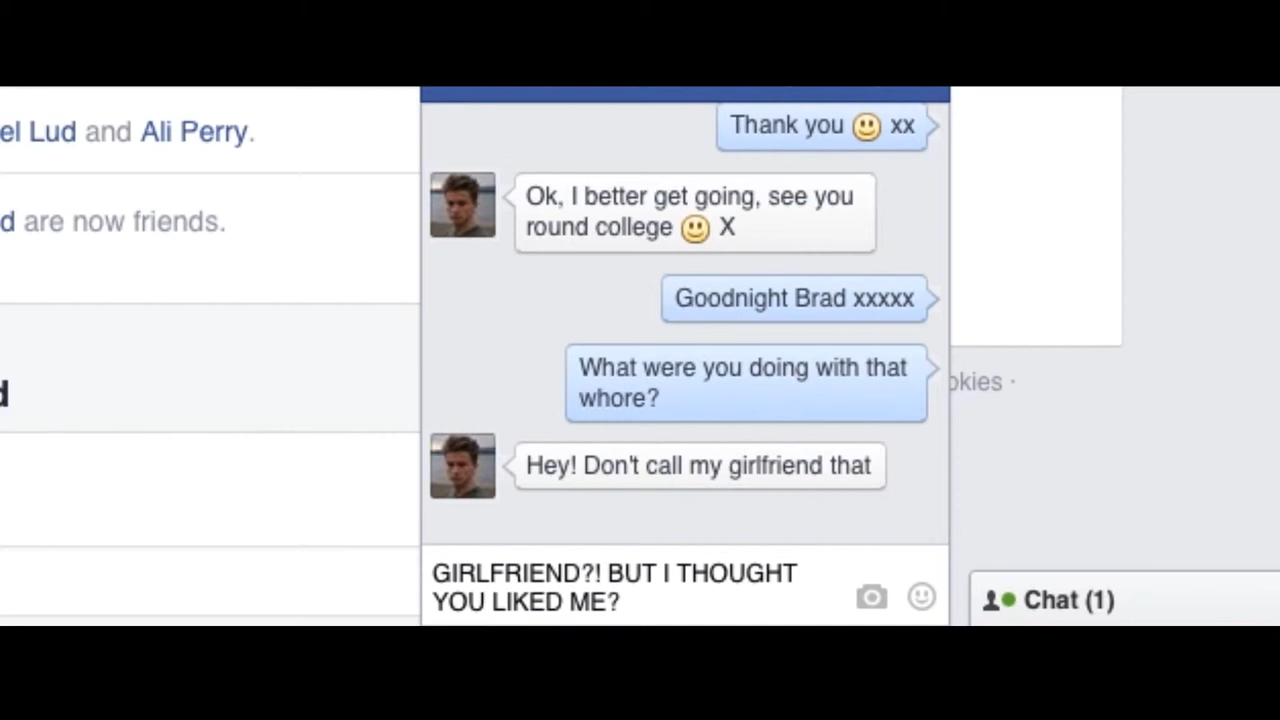 el Lud and Ali Perry.
d are now friends.
d
Thank you 🙂 xx
Ok, I better get going, see you
round college 🙂 X
Goodnight Brad xxxxx
What were you doing with that
whore?
Hey! Don't call my girlfriend that
GIRLFRIEND?! BUT I THOUGHT
YOU LIKED ME?
okies ·
Chat (1)